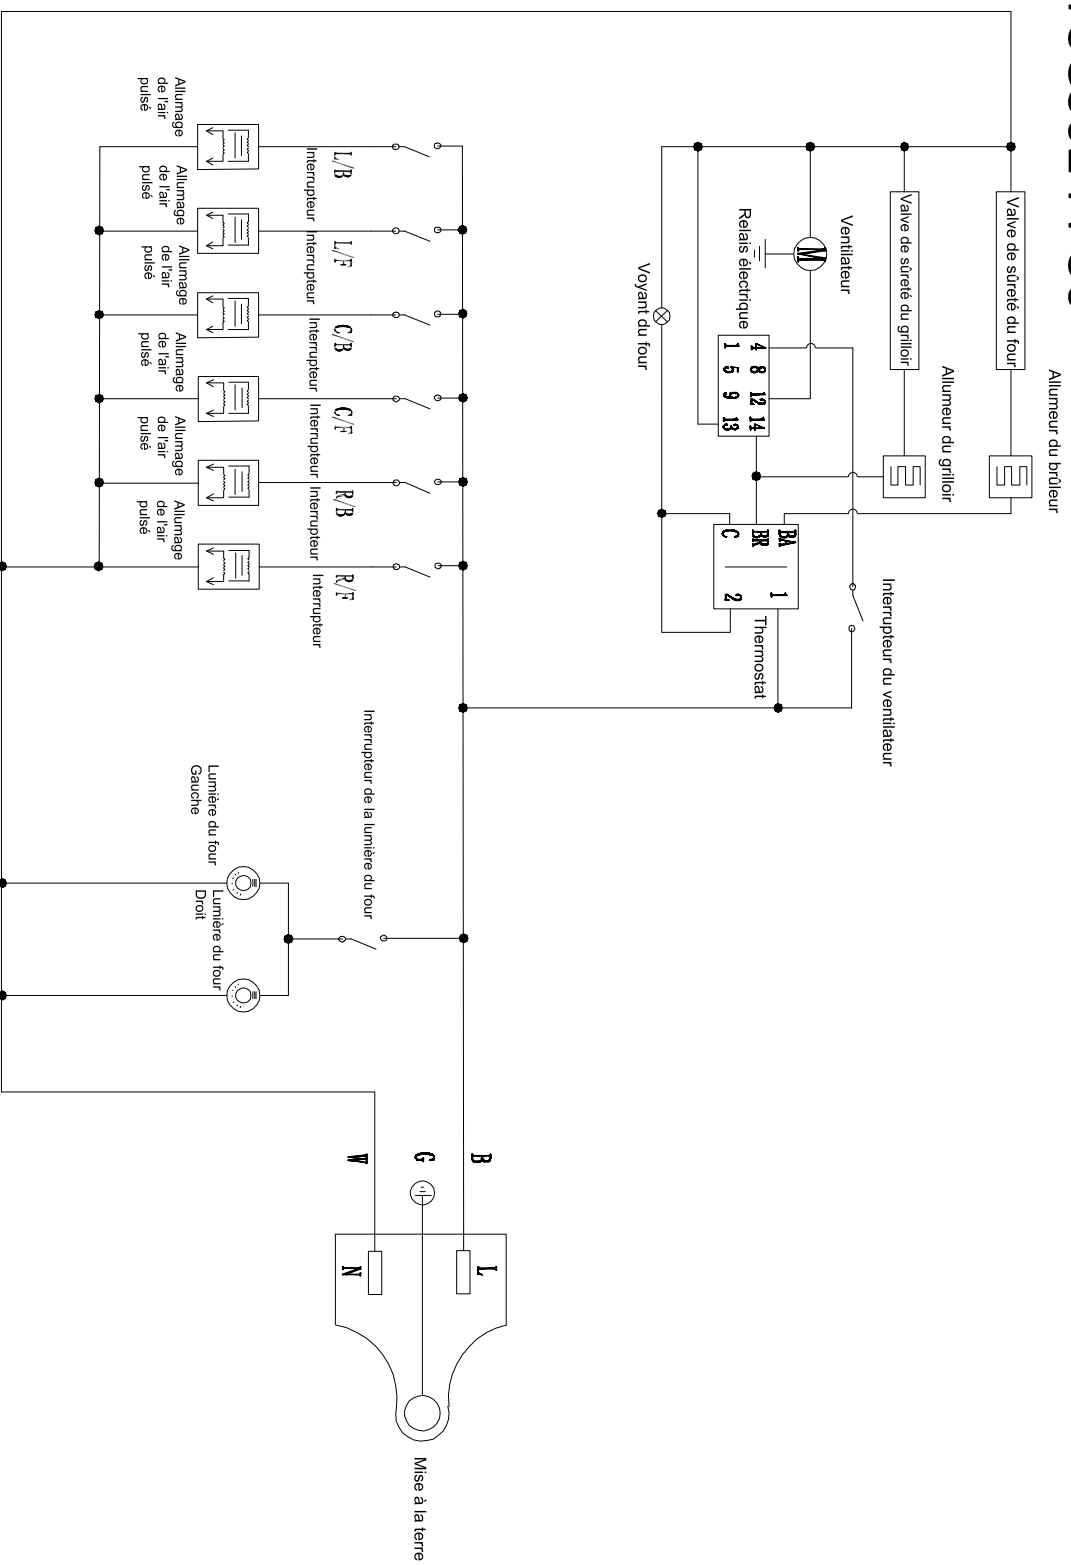 Allumeur du brûleur
Valve de sûreté du four
Allumeur du grilloir
Valve de sûreté du grilloir
Interrupteur du ventilateur
Ventilateur
M
Relais électrique
4 8 12 14
1 5 9 13
BA 1
BR
C 2
Thermostat
Voyant du four
B
L
G
Mise à la terre
W
N
Interrupteur de la lumière du four
L/B
Interrupteur
L/F
Interrupteur
C/B
Interrupteur
C/F
Interrupteur
R/B
Interrupteur
R/F
Interrupteur
Lumière du four
Gauche
Lumière du four
Droit
Allumage
de l'air
pulsé
Allumage
de l'air
pulsé
Allumage
de l'air
pulsé
Allumage
de l'air
pulsé
Allumage
de l'air
pulsé
Allumage
de l'air
pulsé